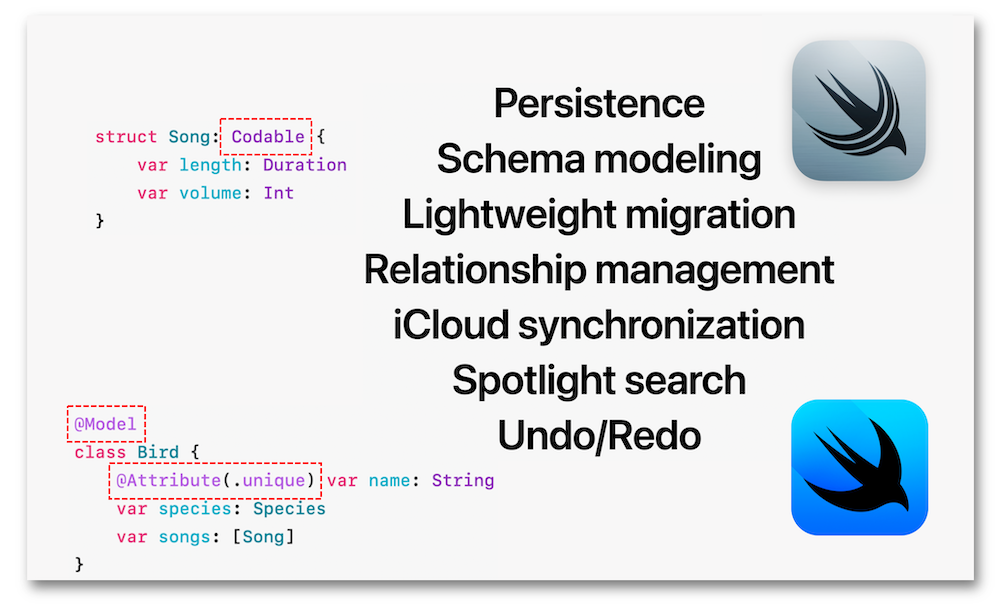 struct Song: Codable {
    var length: Duration
    var volume: Int
}
Persistence
Schema modeling
Lightweight migration
Relationship management
iCloud synchronization
Spotlight search
Undo/Redo
@Model
class Bird {
    @Attribute(.unique) var name: String
    var species: Species
    var songs: [Song]
}